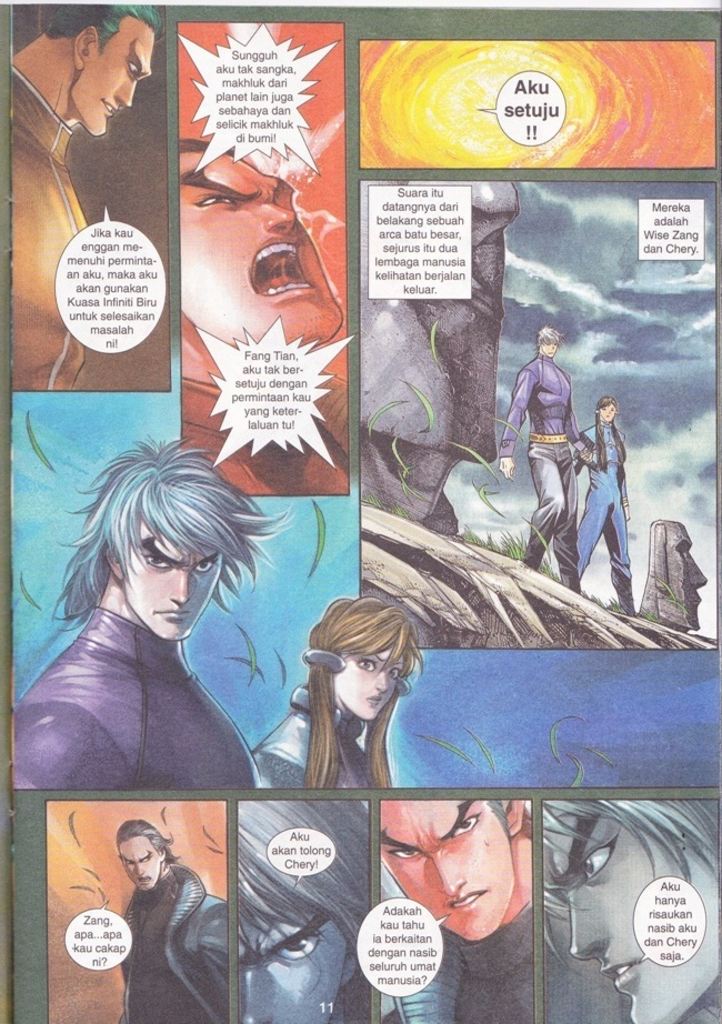 Jika kau
enggan me-
menuhi perminta-
an aku, maka aku
akan gunakan
Kuasa Infiniti Biru
untuk selesaikan
masalah
ni!
Sungguh
aku tak sangka,
makhluk dari
planet lain juga
sebahaya dan
selicik makhluk
di bumi!
Fang Tian,
aku tak ber-
setuju dengan
permintaan kau
yang keter-
laluan tu!
Aku
setuju
!!
Suara itu
datangnya dari
belakang sebuah
arca batu besar,
sejurus itu dua
lembaga manusia
kelihatan berjalan
keluar.
Mereka
adalah
Wise Zang
dan Chery.
Zang,
apa...apa
kau cakap
ni?
Aku
akan tolong
Chery!
Adakah
kau tahu
ia berkaitan
dengan nasib
seluruh umat
manusia?
Aku
hanya
risaukan
nasib aku
dan Chery
saja.
11